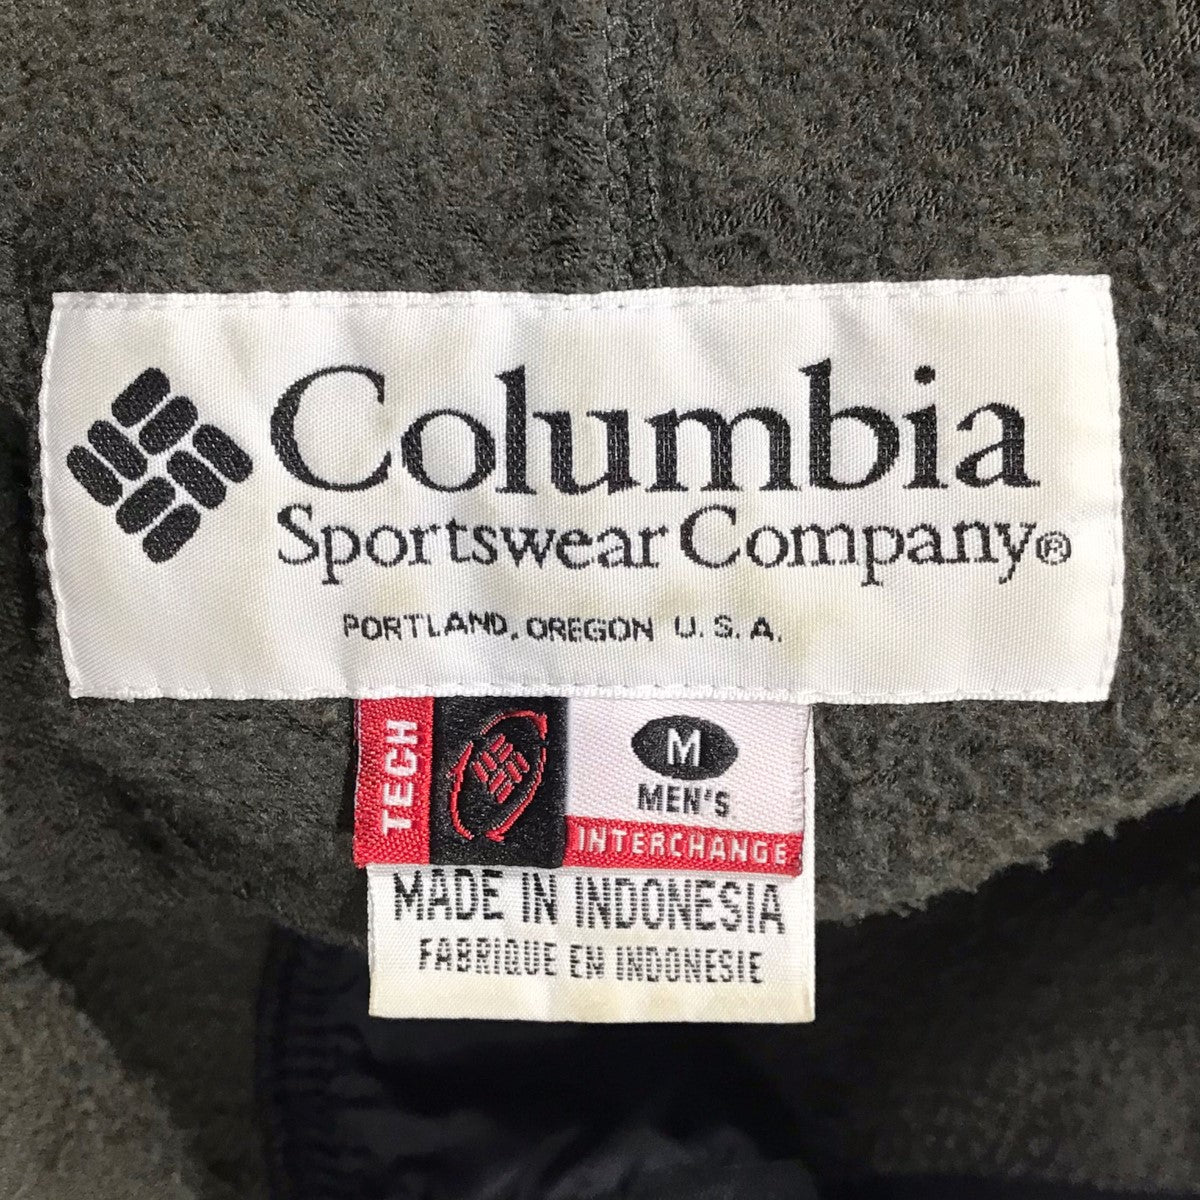 Columbia
Sportswear Company®
PORTLAND, OREGON U.S.A.
TECH
M
MEN'S
INTERCHANGE
MADE IN INDONESIA
FABRIQUE EN INDONESIE